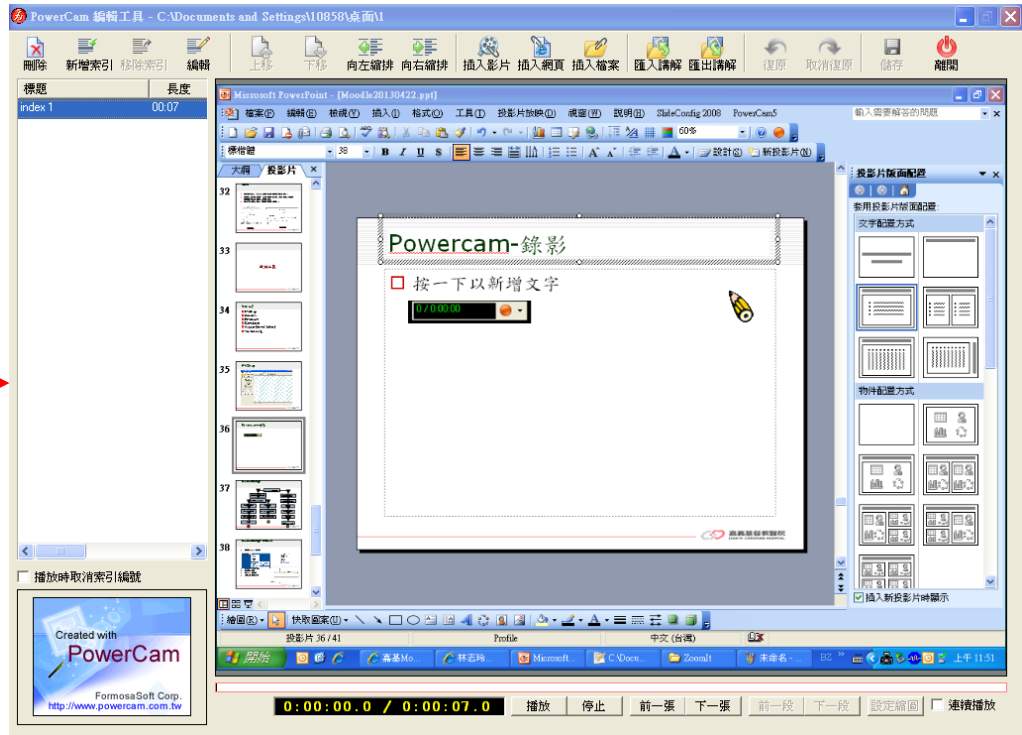 PowerCam 編輯工具 - C:\Documents and Settings\10858\桌面\1
刪除 新增索引 移除索引 編輯 上移 下移 向左縮排 向右縮排 插入影片 插入網頁 插入檔案 匯入講解 匯出講解 復原 取消復原 儲存 離開
標題 長度
index 1 00:07
Microsoft PowerPoint - [Moodle20130422.ppt]
檔案(F) 編輯(E) 檢視(V) 插入(I) 格式(O) 工具(T) 投影片放映(D) 視窗(W) 說明(H) SlideConfig 2008 PowerCam5 輸入需要解答的問題
60%
標楷體 38 B I U S A A A 設計(S) 新投影片(N)
大綱 投影片 ×
投影片版面配置
套用投影片版面配置:
文字配置方式
32
33
34
35
36
37
38
Powercam-錄影
按一下以新增文字
0 / 0:00:00
物件配置方式
嘉義基督教醫院
插入新投影片時顯示
繪圖(R) 快取圖案(U)
投影片 36 / 41 Profile 中文 (台灣)
開始 嘉基Mo... 林志玲... Microsoft... C:\Docu... ZoomIt 未命名 - ... BZ 上午 11:51
播放時取消索引編號
Created with
PowerCam
FormosaSoft Corp.
http://www.powercam.com.tw
0:00:00.0 / 0:00:07.0 播放 停止 前一張 下一張 前一段 下一段 設定縮圖 連續播放